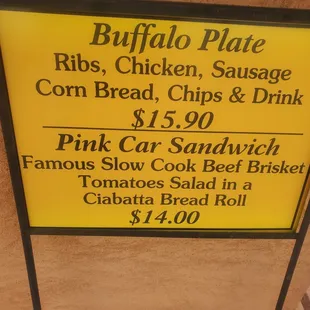 Buffalo Plate
Ribs, Chicken, Sausage
Corn Bread, Chips & Drink
$15.90
Pink Car Sandwich
Famous Slow Cook Beef Brisket
Tomatoes Salad in a
Ciabatta Bread Roll
$14.00